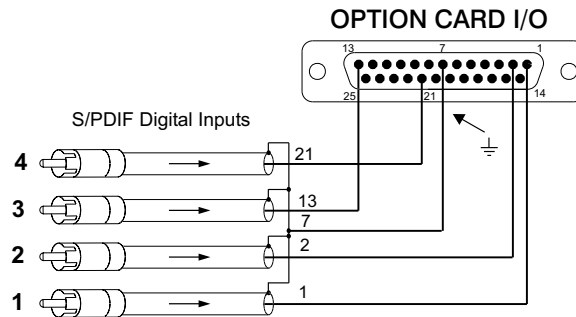 OPTION CARD I/O
13 7 1
25 21 14
S/PDIF Digital Inputs
4 21
3 13
7
2 2
1 1